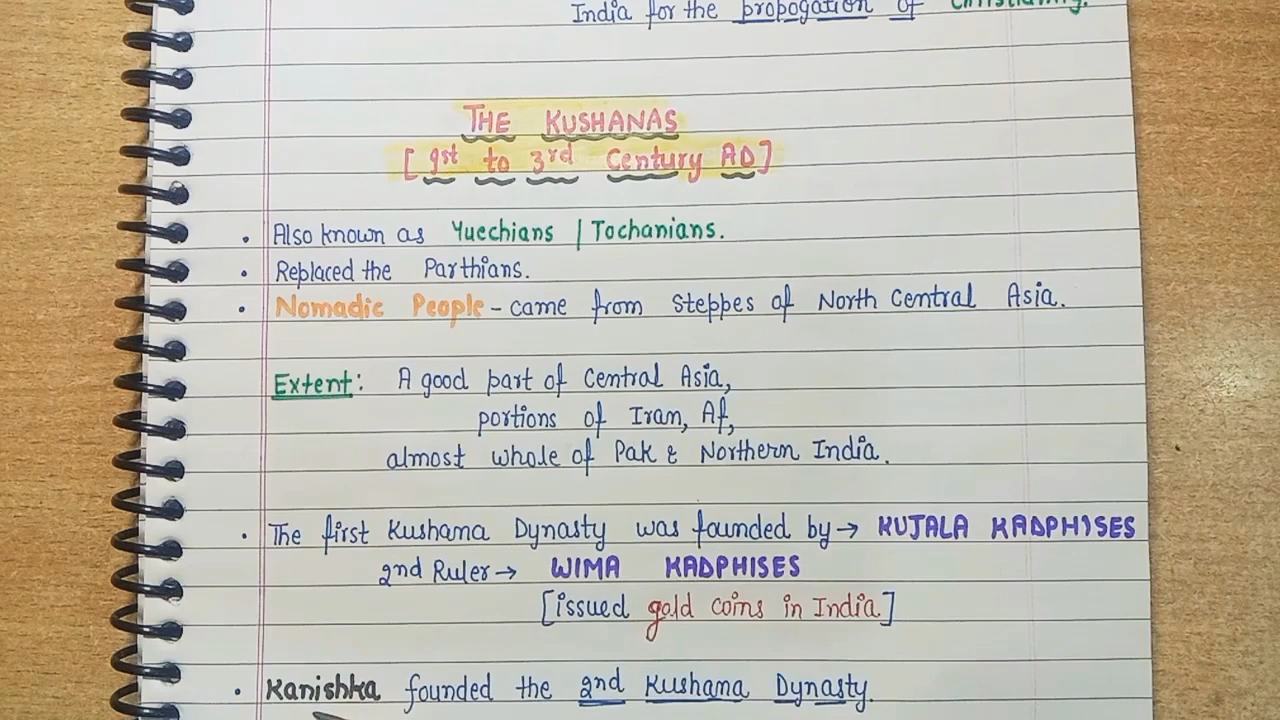 India for the propogation of Christianity.
THE KUSHANAS
[1st to 3rd Century AD]
• Also known as Yuechians | Tochanians.
• Replaced the Parthians.
• Nomadic People - came from steppes of North Central Asia.
Extent: A good part of Central Asia,
portions of Iran, Af,
almost whole of Pak & Northern India.
• The first Kushama Dynasty was founded by → KUJALA KADPHISES
2nd Ruler → WIMA KADPHISES
[issued gold coins in India]
• Kanishka founded the 2nd Kushana Dynasty.